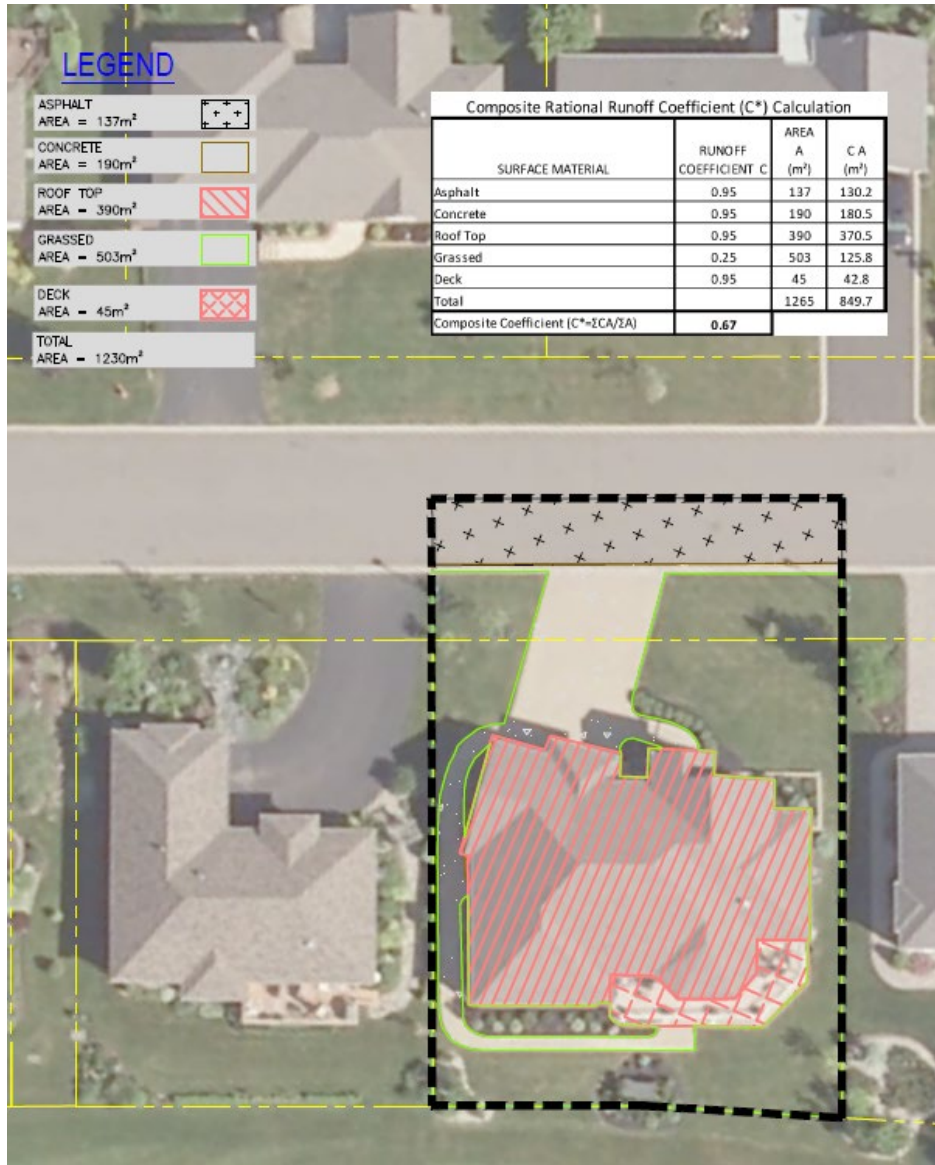 LEGEND
ASPHALT
AREA = 137m²
CONCRETE
AREA = 190m²
ROOF TOP
AREA = 390m²
GRASSED
AREA = 503m²
DECK
AREA = 45m²
TOTAL
AREA = 1230m²
Composite Rational Runoff Coefficient (C*) Calculation
SURFACE MATERIAL RUNOFF COEFFICIENT C AREA A (m²) C A (m²)
Asphalt 0.95 137 130.2
Concrete 0.95 190 180.5
Roof Top 0.95 390 370.5
Grassed 0.25 503 125.8
Deck 0.95 45 42.8
Total 1265 849.7
Composite Coefficient (C*=ΣCA/ΣA) 0.67